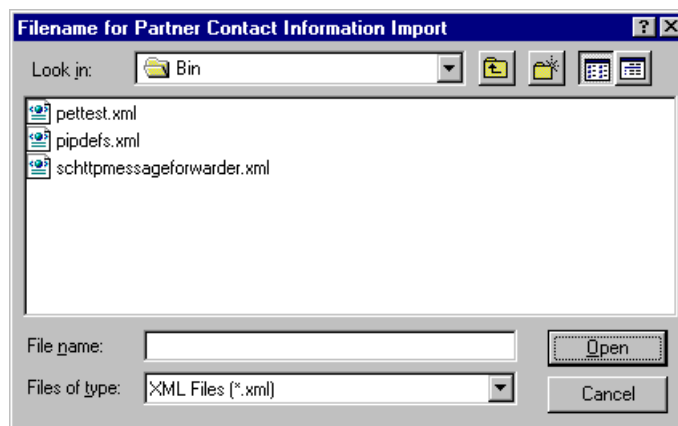 Filename for Partner Contact Information Import
Look in: Bin
pettest.xml
pipdefs.xml
schttpmessageforwarder.xml
File name: Open
Files of type: XML Files (*.xml) Cancel